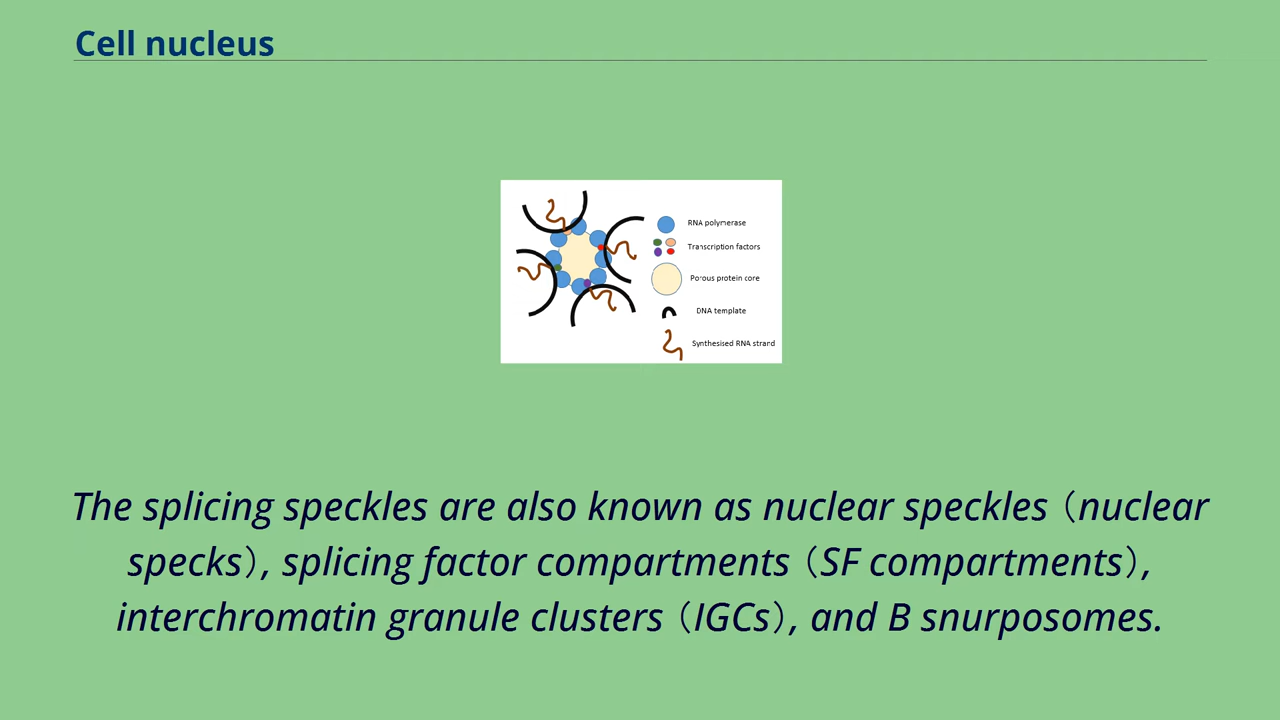 Cell nucleus
RNA polymerase
Transcription factors
Porous protein core
DNA template
Synthesised RNA strand
The splicing speckles are also known as nuclear speckles (nuclear
specks), splicing factor compartments (SF compartments),
interchromatin granule clusters (IGCs), and B snurposomes.